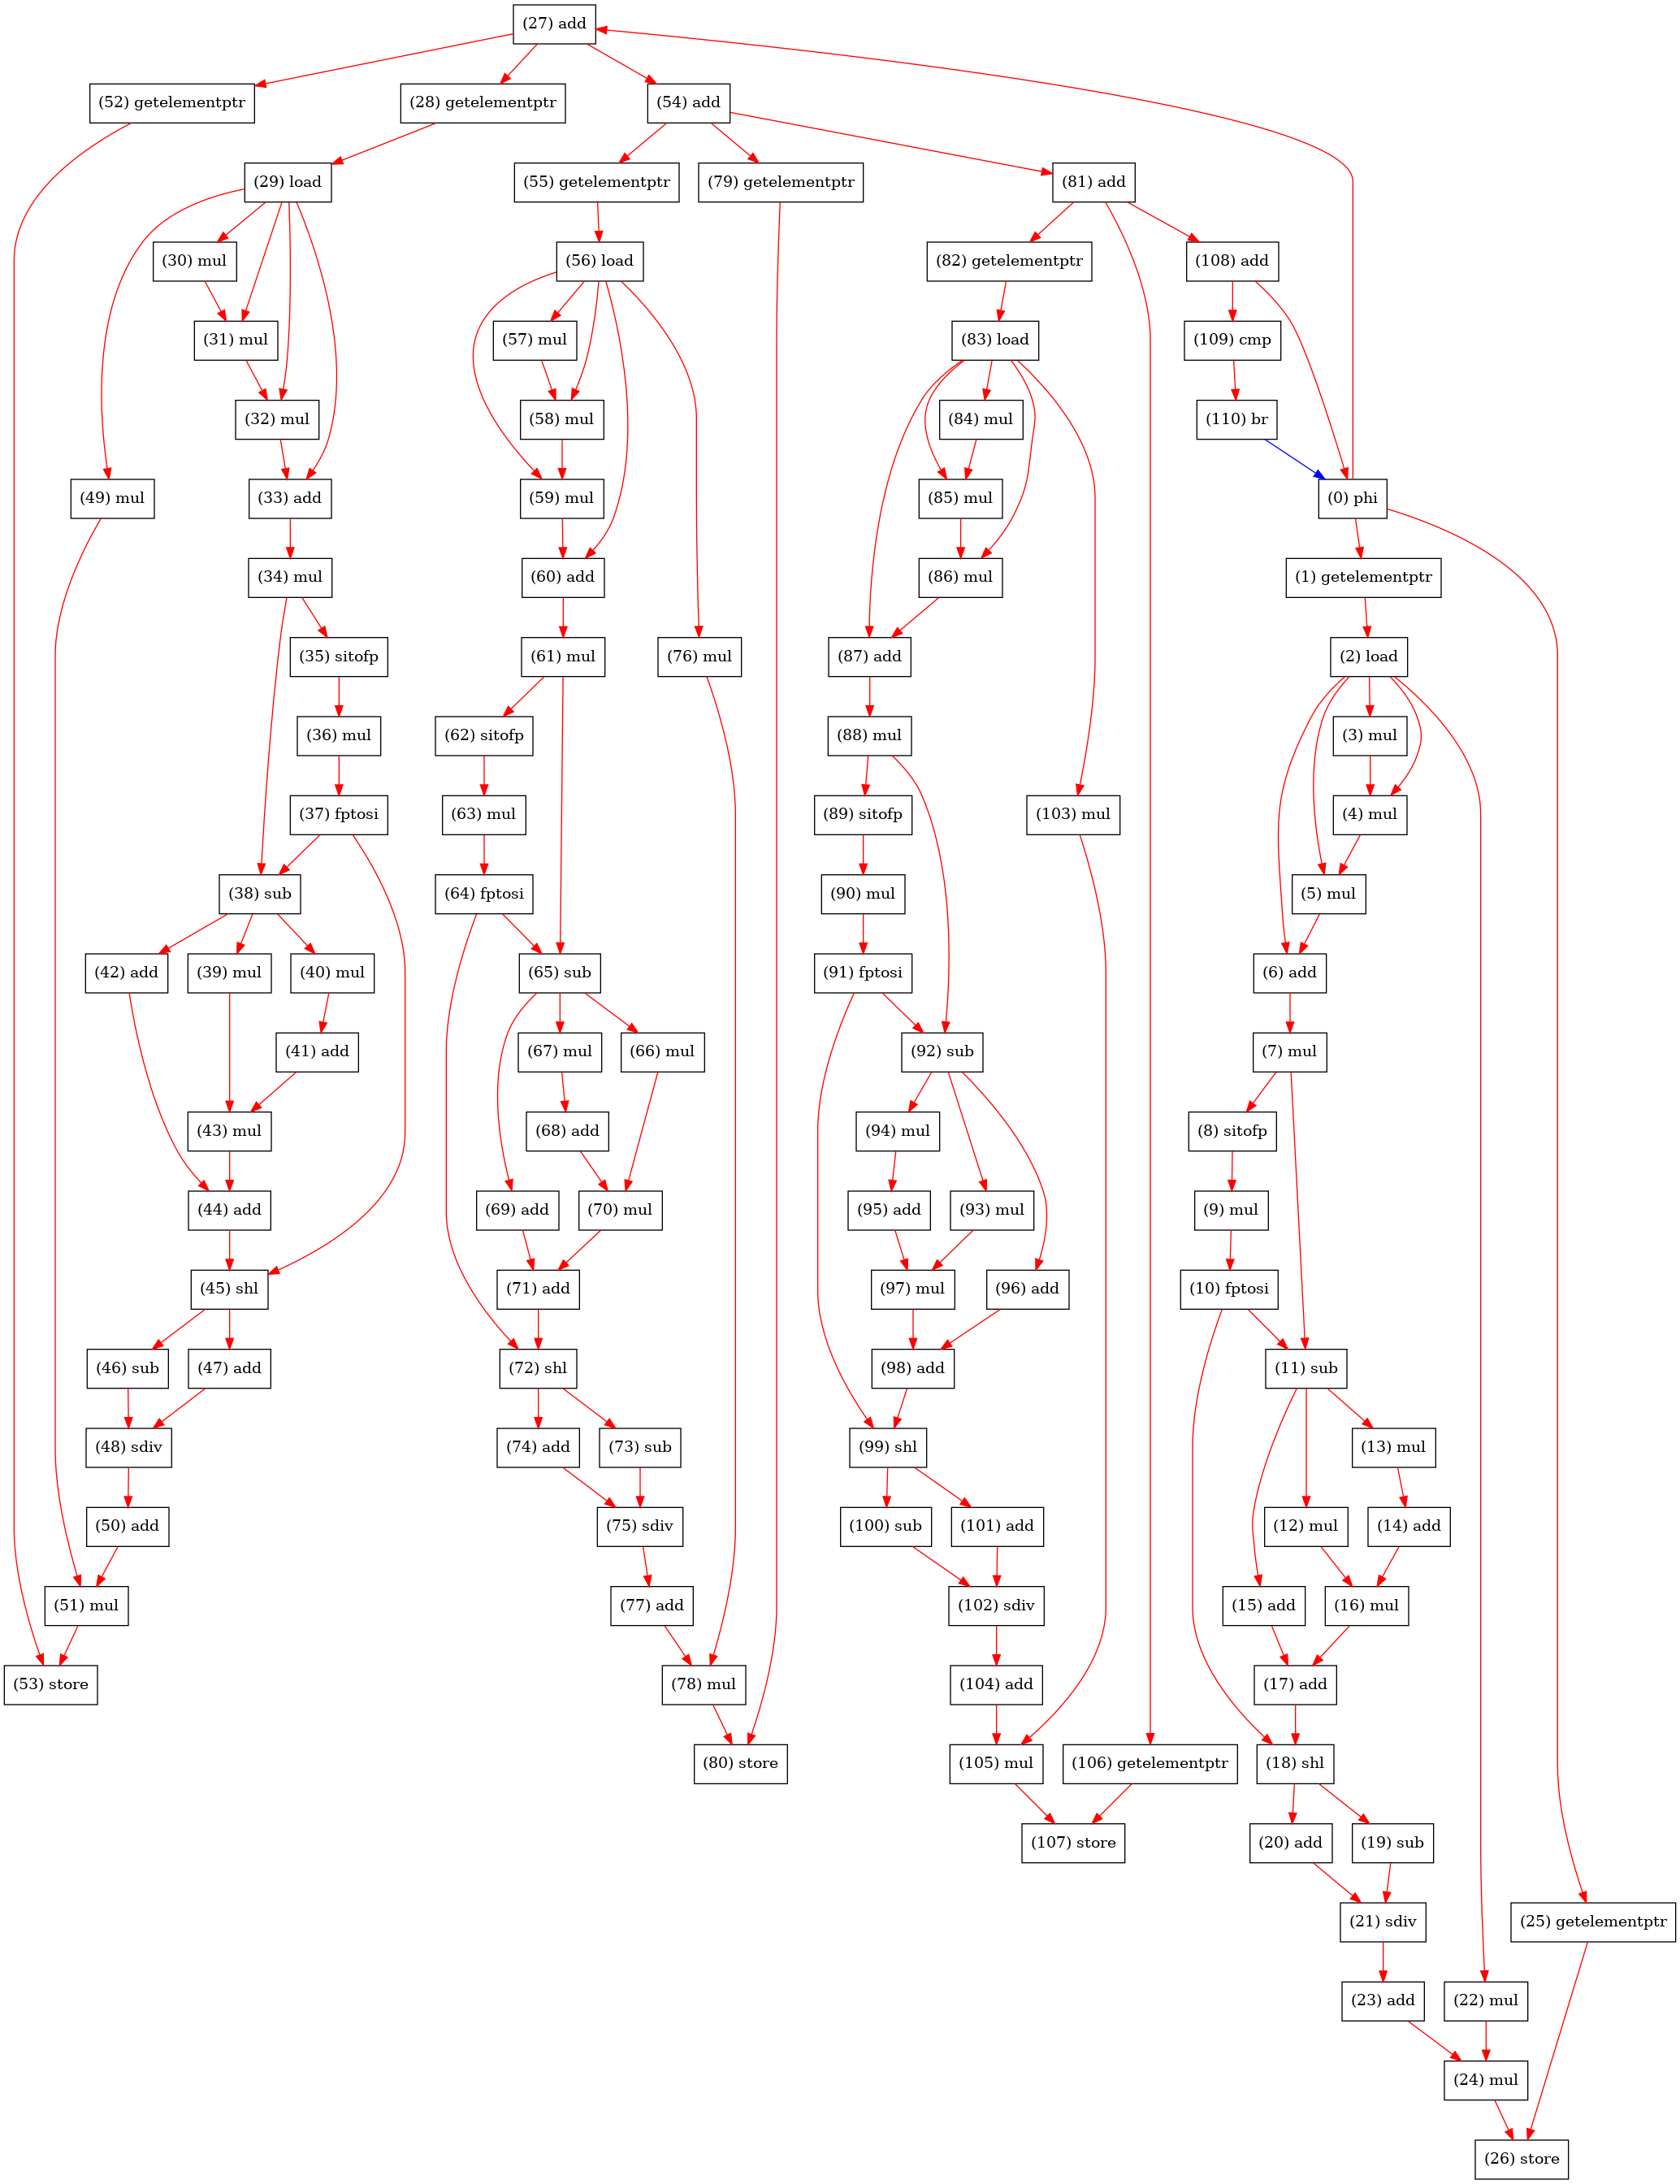 (27) add
(52) getelementptr
(28) getelementptr
(54) add
(29) load
(55) getelementptr
(79) getelementptr
(81) add
(30) mul
(56) load
(82) getelementptr
(108) add
(31) mul
(57) mul
(83) load
(109) cmp
(32) mul
(58) mul
(84) mul
(110) br
(49) mul
(33) add
(59) mul
(85) mul
(0) phi
(34) mul
(60) add
(86) mul
(1) getelementptr
(35) sitofp
(61) mul
(76) mul
(87) add
(2) load
(36) mul
(62) sitofp
(88) mul
(3) mul
(37) fptosi
(63) mul
(89) sitofp
(103) mul
(4) mul
(38) sub
(64) fptosi
(90) mul
(5) mul
(42) add
(39) mul
(40) mul
(65) sub
(91) fptosi
(6) add
(41) add
(67) mul
(66) mul
(92) sub
(7) mul
(43) mul
(68) add
(94) mul
(8) sitofp
(44) add
(69) add
(70) mul
(95) add
(93) mul
(9) mul
(45) shl
(71) add
(97) mul
(96) add
(10) fptosi
(46) sub
(47) add
(72) shl
(98) add
(11) sub
(48) sdiv
(74) add
(73) sub
(99) shl
(13) mul
(50) add
(75) sdiv
(100) sub
(101) add
(12) mul
(14) add
(51) mul
(77) add
(102) sdiv
(15) add
(16) mul
(53) store
(78) mul
(104) add
(17) add
(80) store
(105) mul
(106) getelementptr
(18) shl
(107) store
(20) add
(19) sub
(21) sdiv
(25) getelementptr
(23) add
(22) mul
(24) mul
(26) store